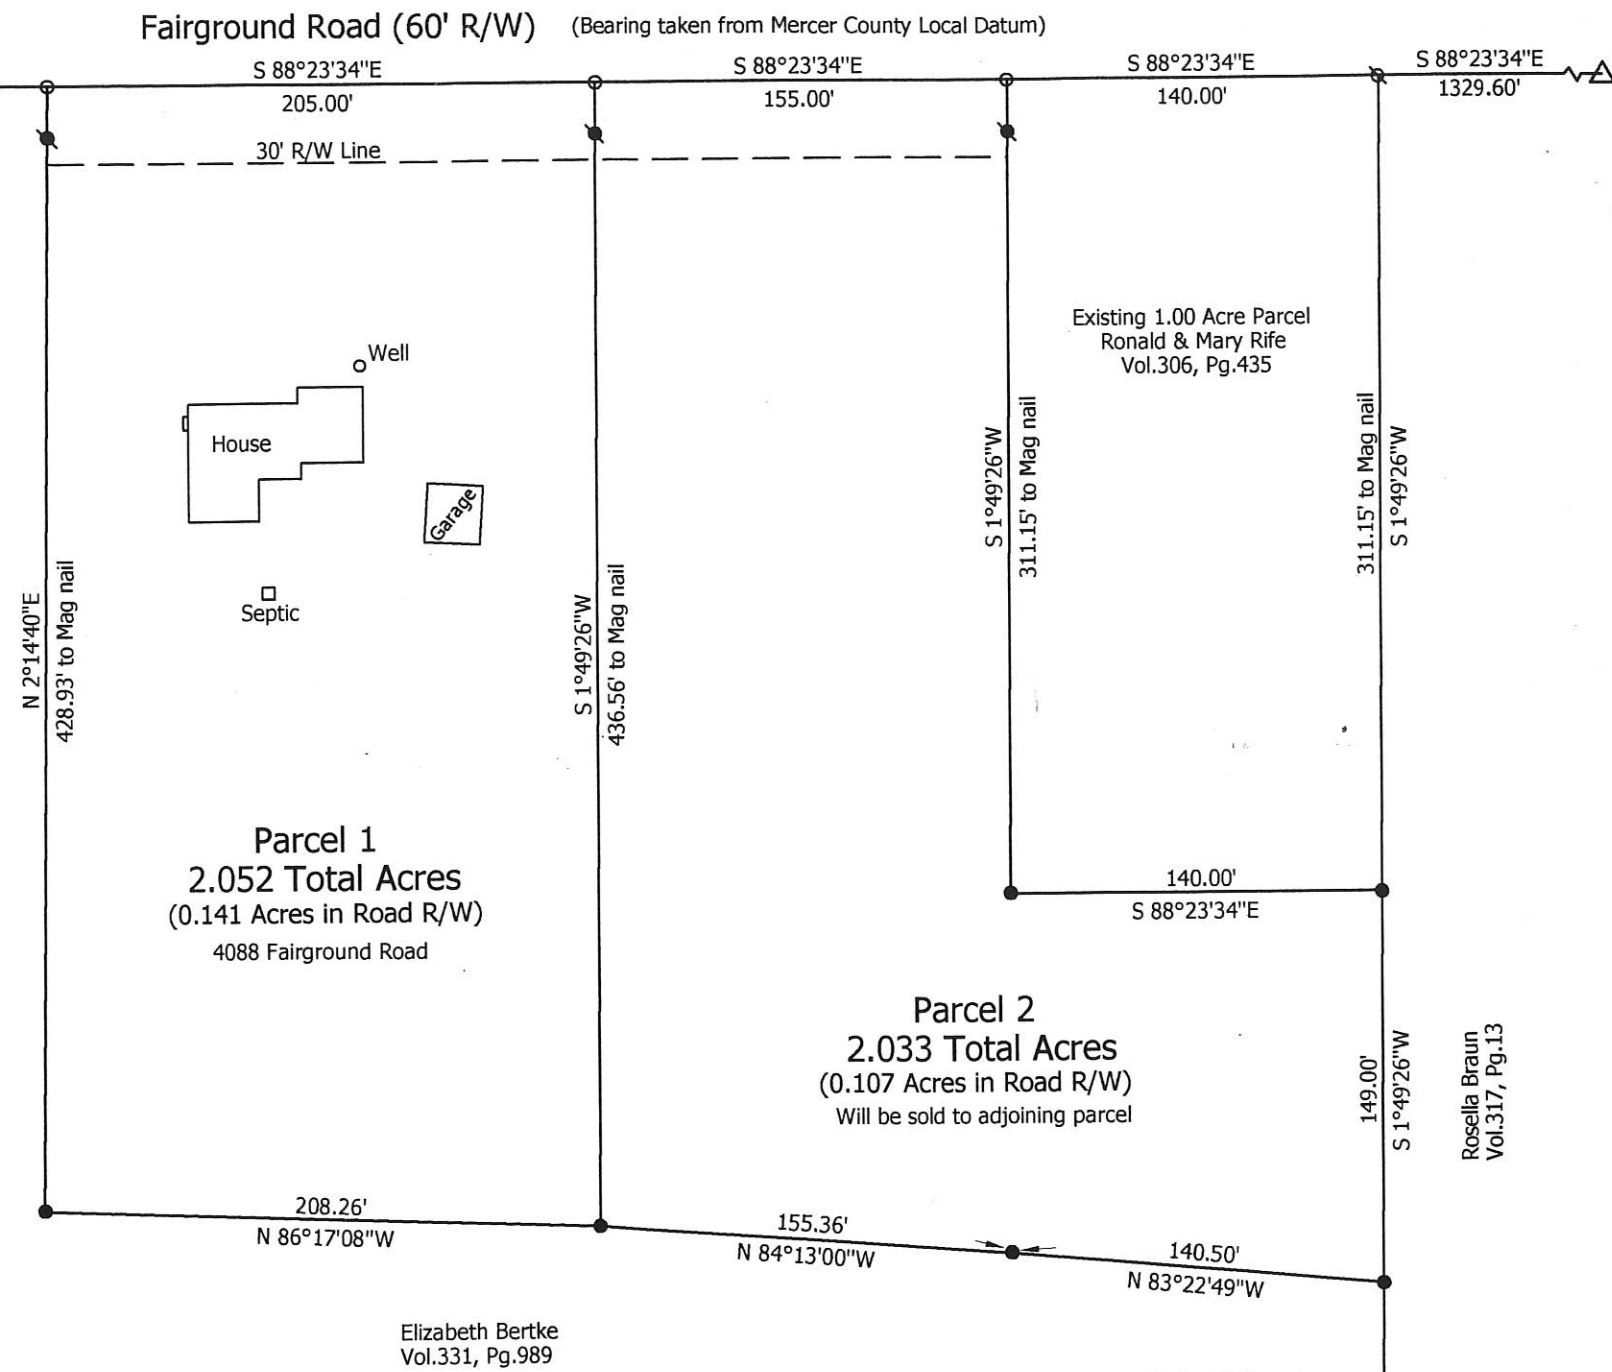 Fairground Road (60' R/W) (Bearing taken from Mercer County Local Datum)
S 88°23'34"E
205.00'
S 88°23'34"E
155.00'
S 88°23'34"E
140.00'
S 88°23'34"E
1329.60'
30' R/W Line
Well
House
Garage
Septic
N 2°14'40"E
428.93' to Mag nail
S 1°49'26"W
436.56' to Mag nail
S 1°49'26"W
311.15' to Mag nail
Existing 1.00 Acre Parcel
Ronald & Mary Rife
Vol.306, Pg.435
311.15' to Mag nail
S 1°49'26"W
Parcel 1
2.052 Total Acres
(0.141 Acres in Road R/W)
4088 Fairground Road
140.00'
S 88°23'34"E
Parcel 2
2.033 Total Acres
(0.107 Acres in Road R/W)
Will be sold to adjoining parcel
149.00'
S 1°49'26"W
Rosella Braun
Vol.317, Pg.13
208.26'
N 86°17'08"W
155.36'
N 84°13'00"W
140.50'
N 83°22'49"W
Elizabeth Bertke
Vol.331, Pg.989